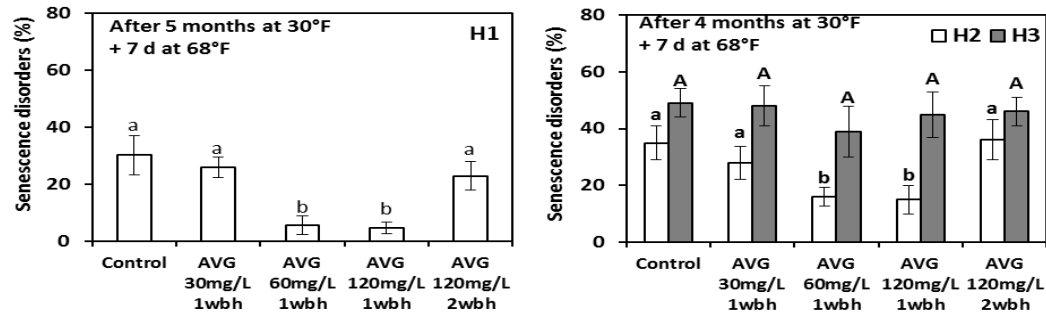 Senescence disorders (%)
80
60
40
20
0
After 5 months at 30°F
+ 7 d at 68°F
H1
a
a
b
b
a
Control
AVG
30mg/L
1wbh
AVG
60mg/L
1wbh
AVG
120mg/L
1wbh
AVG
120mg/L
2wbh
Senescence disorders (%)
80
60
40
20
0
After 4 months at 30°F
+ 7 d at 68°F
H2 H3
a A
a A
b A
b A
a A
Control
AVG
30mg/L
1wbh
AVG
60mg/L
1wbh
AVG
120mg/L
1wbh
AVG
120mg/L
2wbh